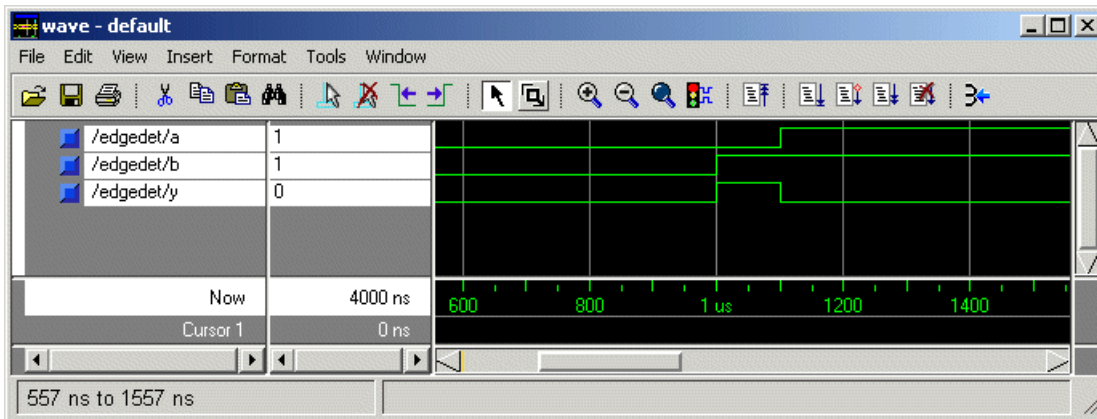 wave - default
File Edit View Insert Format Tools Window
/edgedet/a 1
/edgedet/b 1
/edgedet/y 0
Now 4000 ns 600 800 1 us 1200 1400
Cursor 1 0 ns
557 ns to 1557 ns